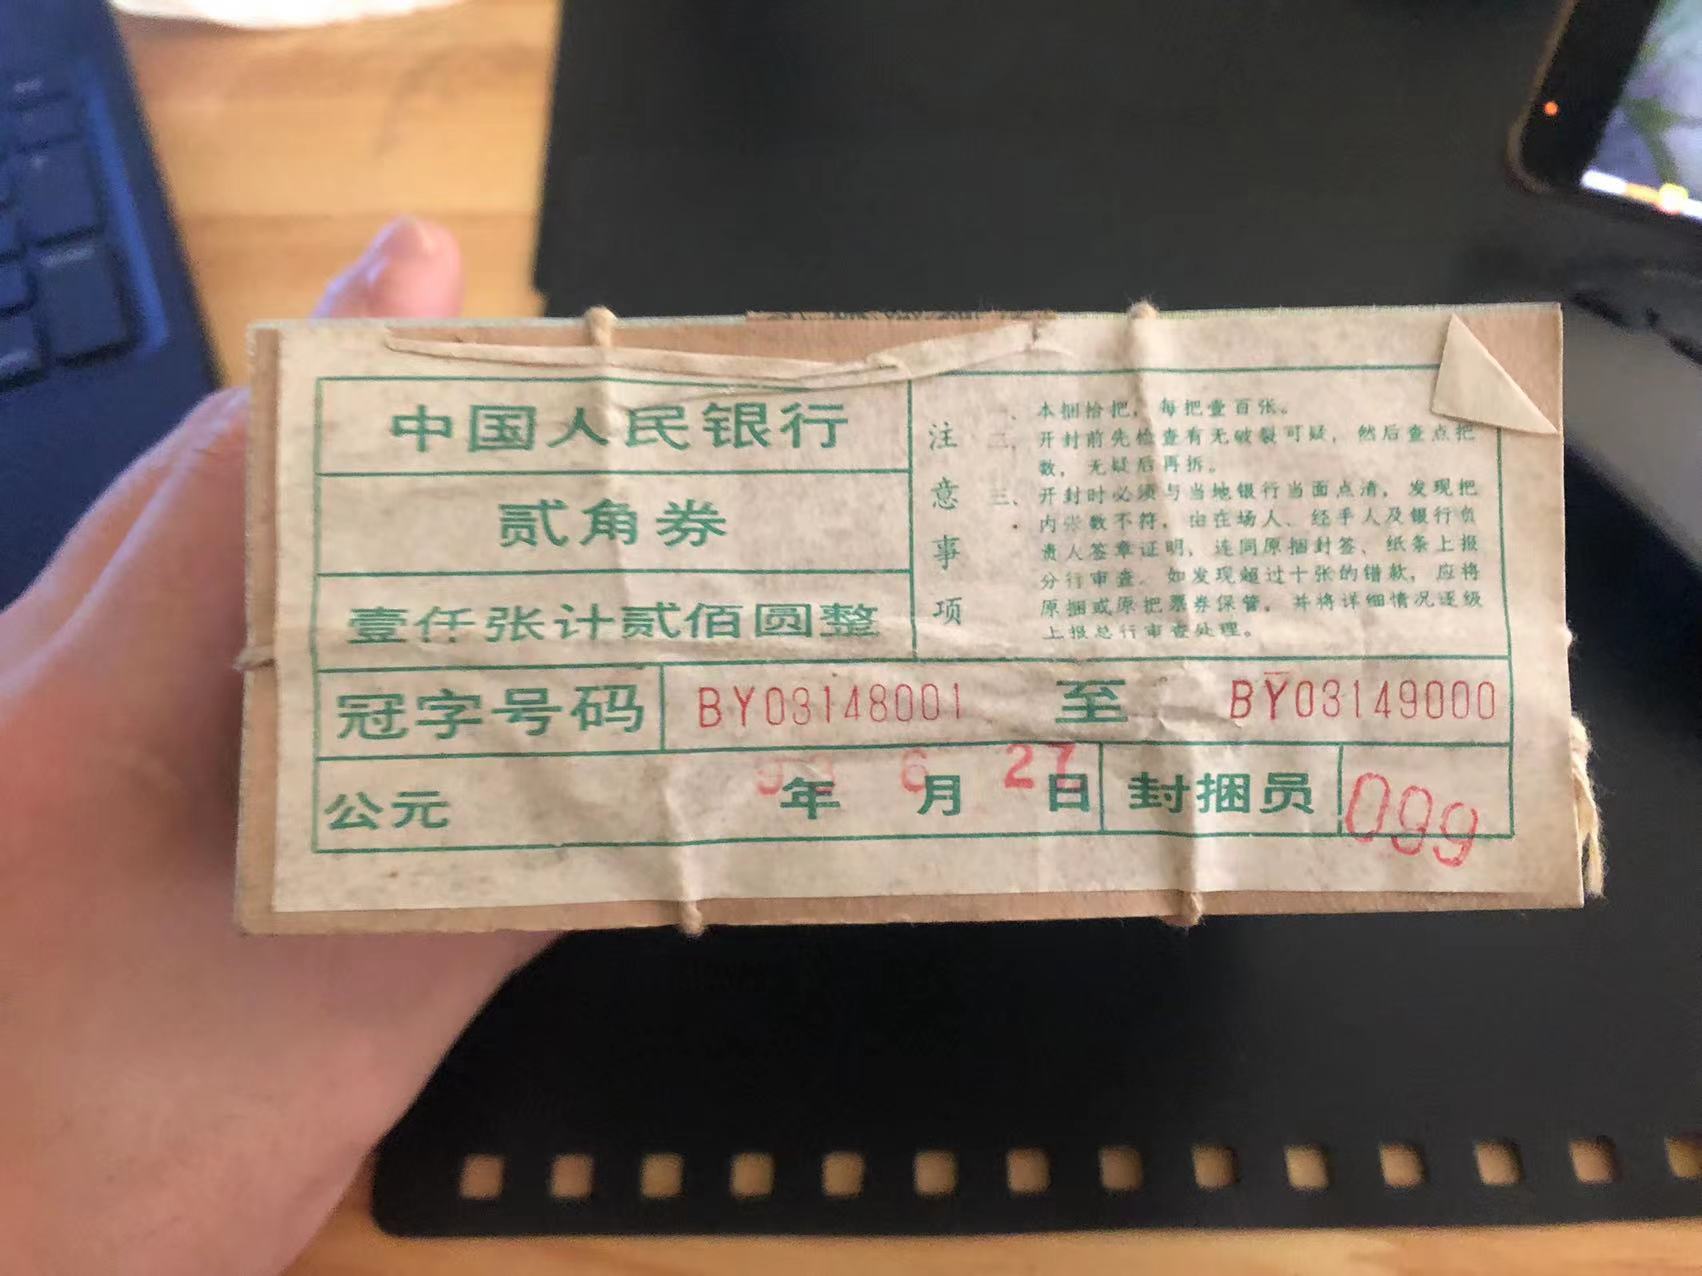 中国人民银行
贰角券
壹仟张计贰佰圆整
注意事项
一、本捆拾把，每把壹百张。
二、开封前先检查有无破裂可疑，然后查点把
数，无疑后再拆。
三、开封时必须与当地银行当面点清，发现把
内张数不符，由在场人、经手人及银行负
责人签章证明，连同原捆封签、纸条上报
分行审查。如发现超过十张的错款，应将
原捆或原把票券保管，并将详细情况逐级
上报总行审查处理。
冠字号码 BY03148001 至 BY03149000
公元 年 6 月 27 日 封捆员 099